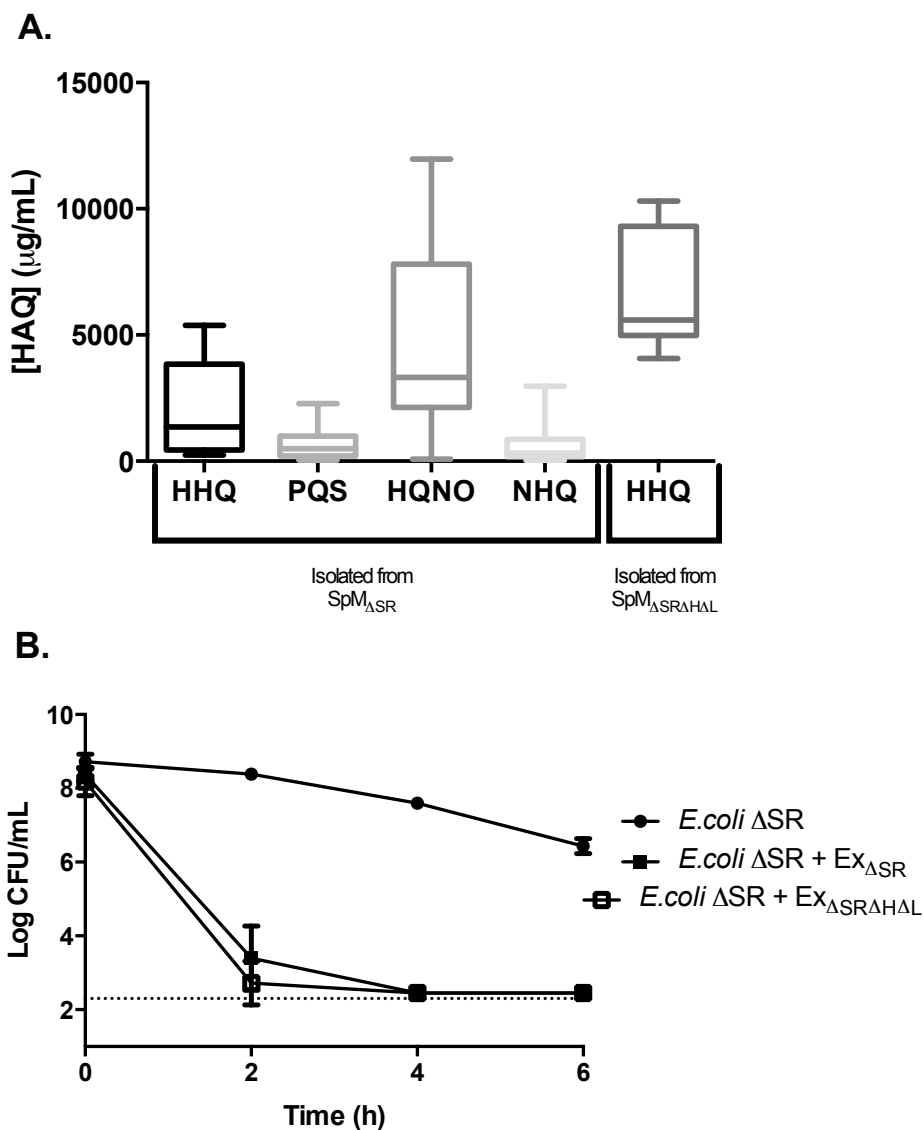 A.
15000
10000
5000
0
[HAQ] (µg/mL)
HHQ PQS HQNO NHQ HHQ
Isolated from Isolated from
SpMΔSR SpMΔSRΔHΔL
B.
10
8
6
4
2
Log CFU/mL
E.coli ΔSR
E.coli ΔSR + ExΔSR
E.coli ΔSR + ExΔSRΔHΔL
0 2 4 6
Time (h)